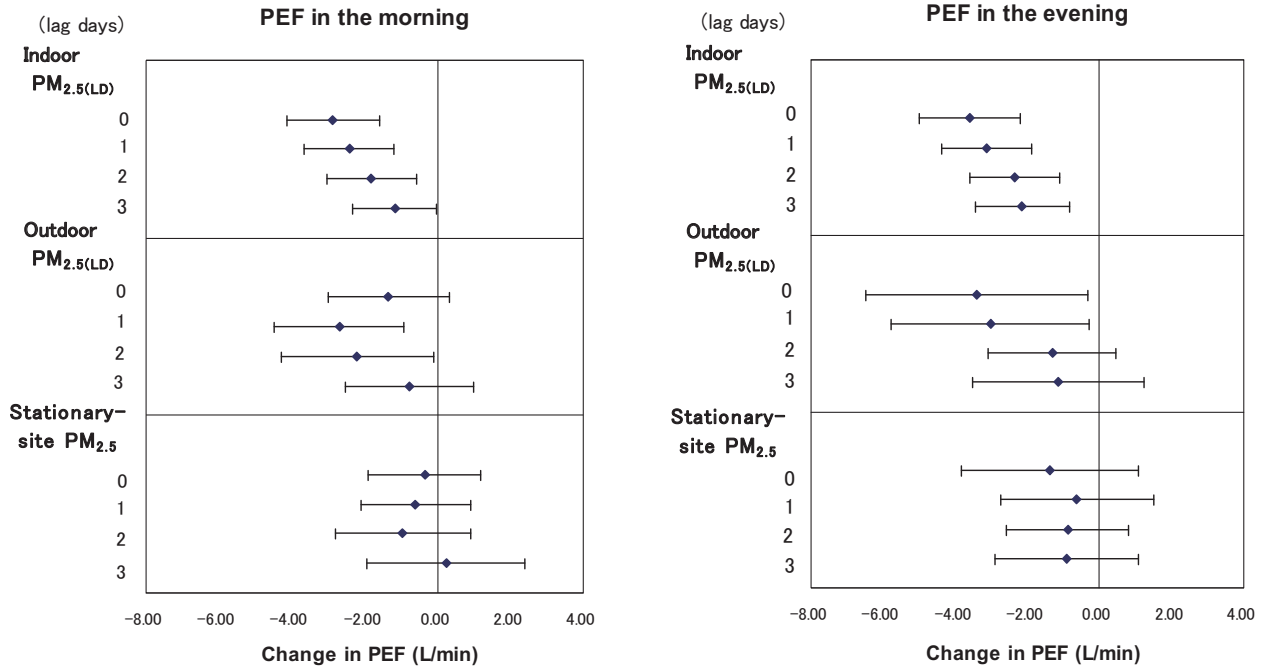 PEF in the morning
(lag days)
Indoor
PM2.5(LD)
0
1
2
3
Outdoor
PM2.5(LD)
0
1
2
3
Stationary-
site PM2.5
0
1
2
3
-8.00 -6.00 -4.00 -2.00 0.00 2.00 4.00
Change in PEF (L/min)
PEF in the evening
(lag days)
Indoor
PM2.5(LD)
0
1
2
3
Outdoor
PM2.5(LD)
0
1
2
3
Stationary-
site PM2.5
0
1
2
3
-8.00 -6.00 -4.00 -2.00 0.00 2.00 4.00
Change in PEF (L/min)